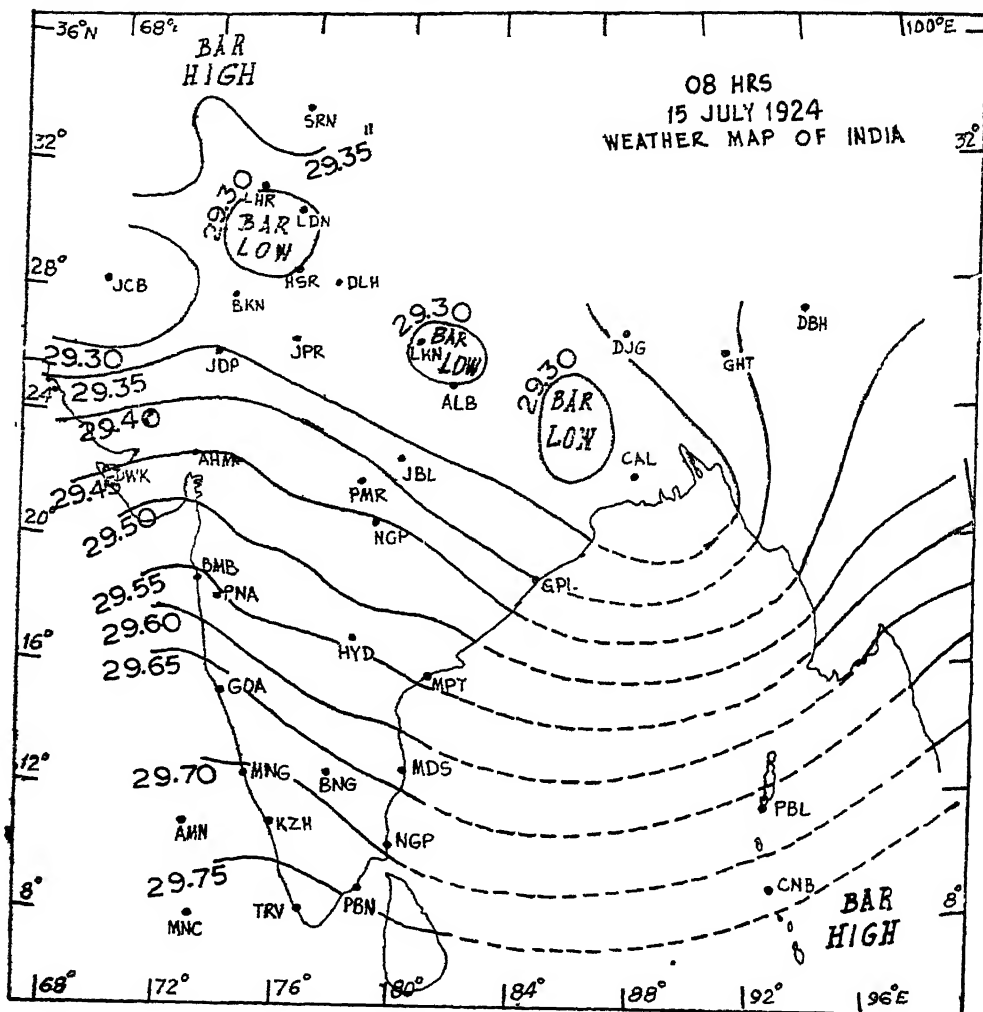 36°N
68°
100°E
BAR
HIGH
08 HRS
15 JULY 1924
WEATHER MAP OF INDIA
SRN
32°
29.35"
32°
29.30
LHR
LDN
BAR
LOW
28°
JCB
HSR
DLH
BKN
29.30
DBH
JPR
LKN
BAR
LOW
DJG
GHT
29.30
JDP
29.30
29.35
24°
ALB
BAR
LOW
29.40
AHM
DWK
JBL
CAL
29.45
PMR
20°
29.50
NGP
BMB
GPL
29.55
PNA
29.60
16°
HYD
29.65
MPT
GOA
12°
MNG
BNG
MDS
29.70
AMN
KZH
PBL
NGP
29.75
CNB
8°
TRV
PBN
BAR
HIGH
8°
MNC
68°
72°
76°
80°
84°
88°
92°
96°E